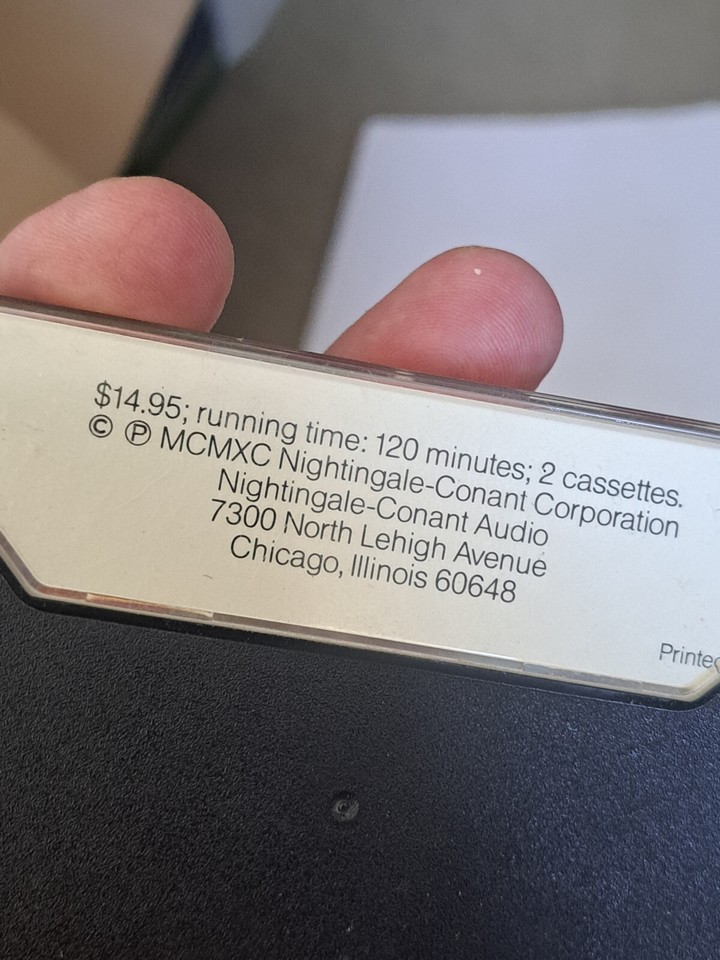 $14.95; running time: 120 minutes; 2 cassettes.
© ℗ MCMXC Nightingale-Conant Corporation
Nightingale-Conant Audio
7300 North Lehigh Avenue
Chicago, Illinois 60648